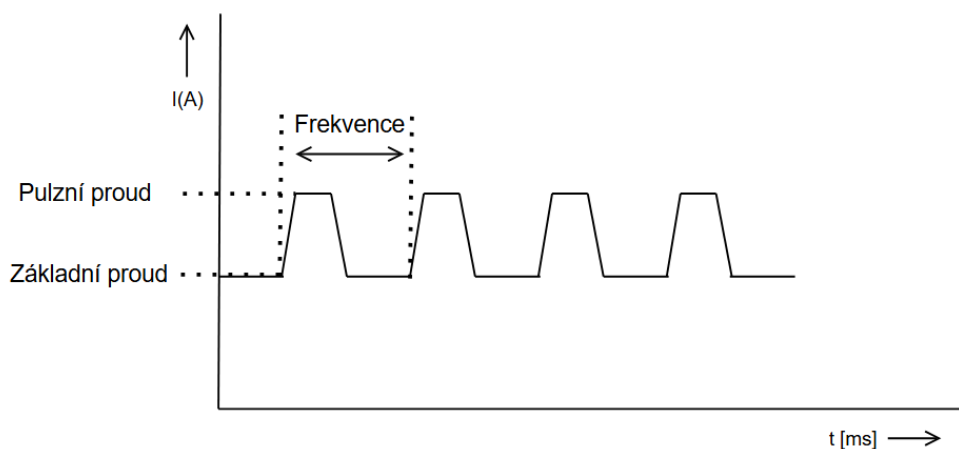 I(A)
Frekvence
Pulzní proud
Základní proud
t [ms]